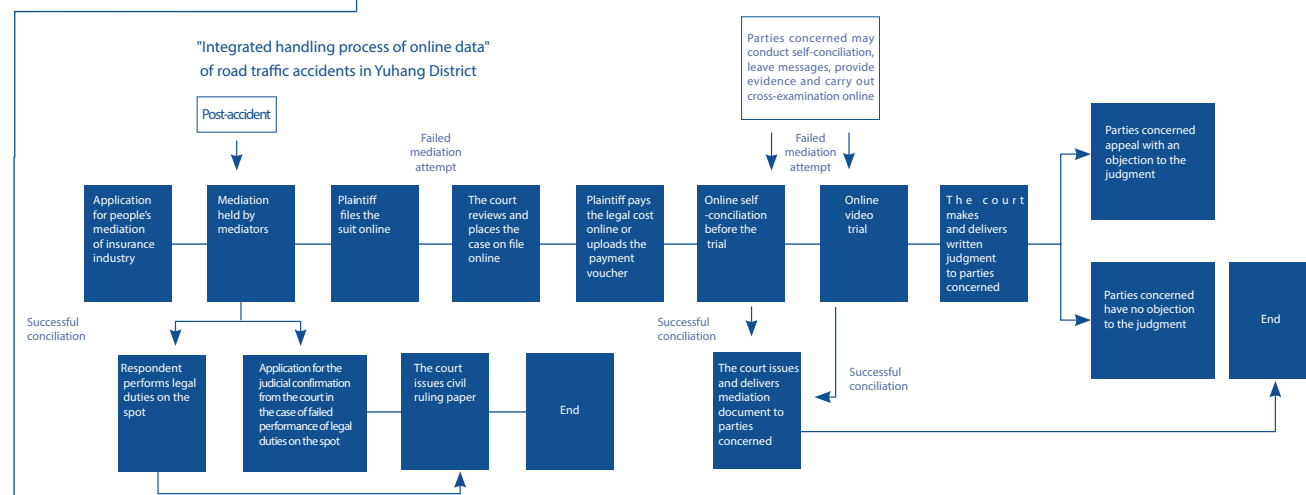 "Integrated handling process of online data"
of road traffic accidents in Yuhang District
Post-accident
Parties concerned may
conduct self-conciliation,
leave messages, provide
evidence and carry out
cross-examination online
Failed
mediation
attempt
Failed
mediation
attempt
Application
for people's
mediation
of insurance
industry
Mediation
held by
mediators
Plaintiff
files the
suit online
The court
reviews and
places the
case on file
online
Plaintiff pays
the legal cost
online or
uploads the
payment
voucher
Online self
-conciliation
before the
trial
Online
video
trial
The court
makes
and delivers
written
judgment
to parties
concerned
Parties concerned
appeal with an
objection to the
judgment
Parties concerned
have no objection
to the judgment
End
Successful
conciliation
Respondent
performs legal
duties on the
spot
Application for the
judicial confirmation
from the court in
the case of failed
performance of legal
duties on the spot
The court
issues civil
ruling paper
End
Successful
conciliation
The court issues
and delivers
mediation
document to
parties
concerned
Successful
conciliation